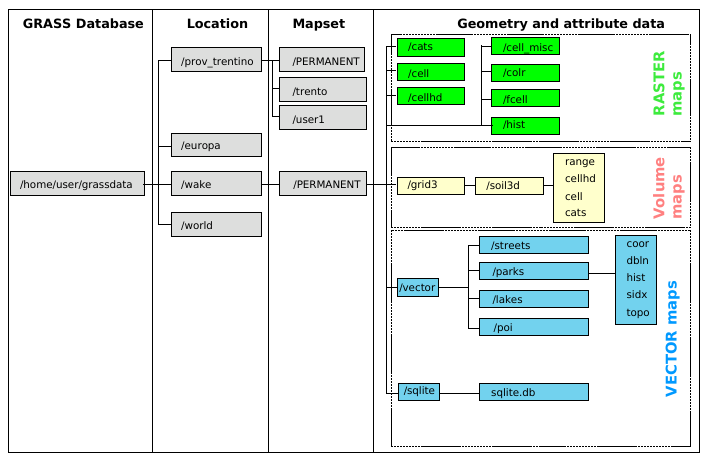 GRASS Database
Location
Mapset
Geometry and attribute data
/home/user/grassdata
/prov_trentino
/europa
/wake
/world
/PERMANENT
/trento
/user1
/PERMANENT
/cats
/cell
/cellhd
/cell_misc
/colr
/fcell
/hist
RASTER
maps
/grid3
/soil3d
range
cellhd
cell
cats
Volume
maps
/vector
/streets
/parks
/lakes
/poi
coor
dbln
hist
sidx
topo
/sqlite
sqlite.db
VECTOR maps